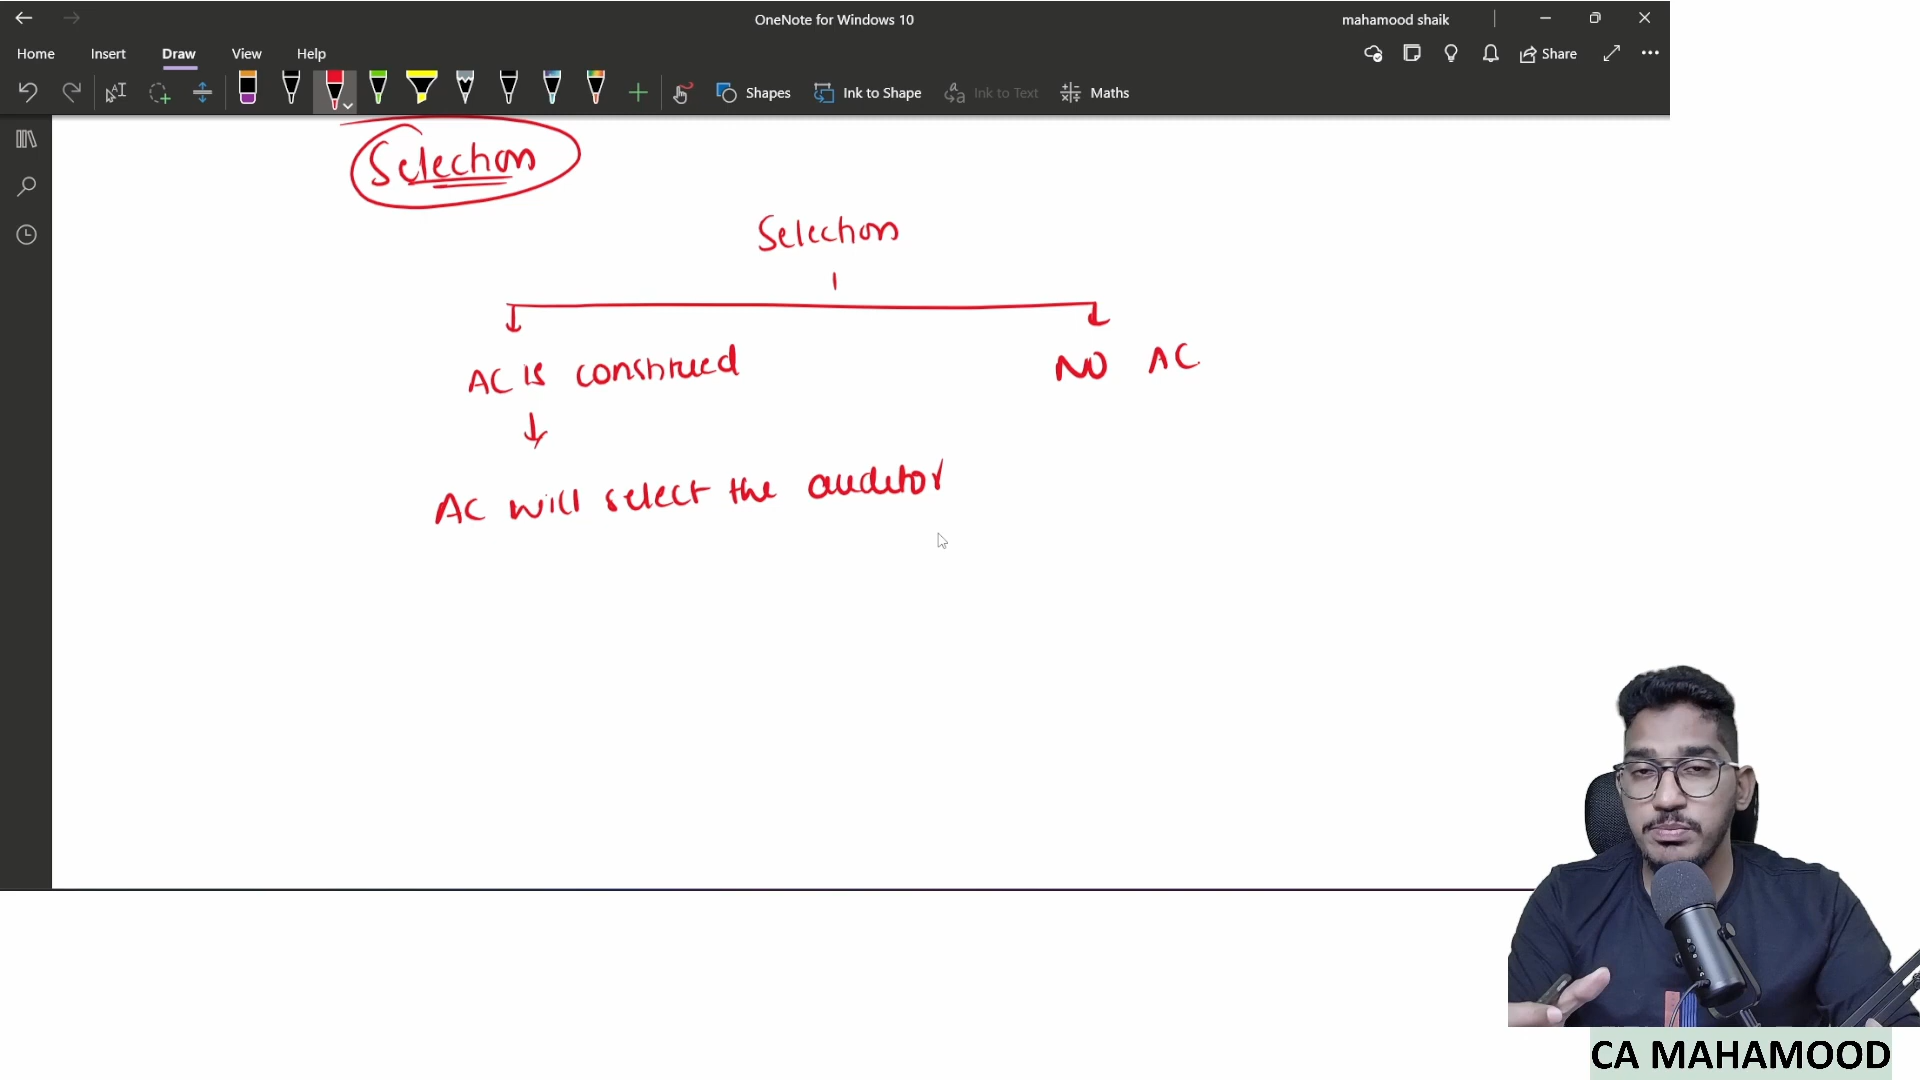 OneNote for Windows 10
mahamood shaik
Home Insert Draw View Help
Share
Shapes Ink to Shape Ink to Text Maths
Selection
Selection
AC is constitued
NO AC
AC will select the auditor
CA MAHAMOOD